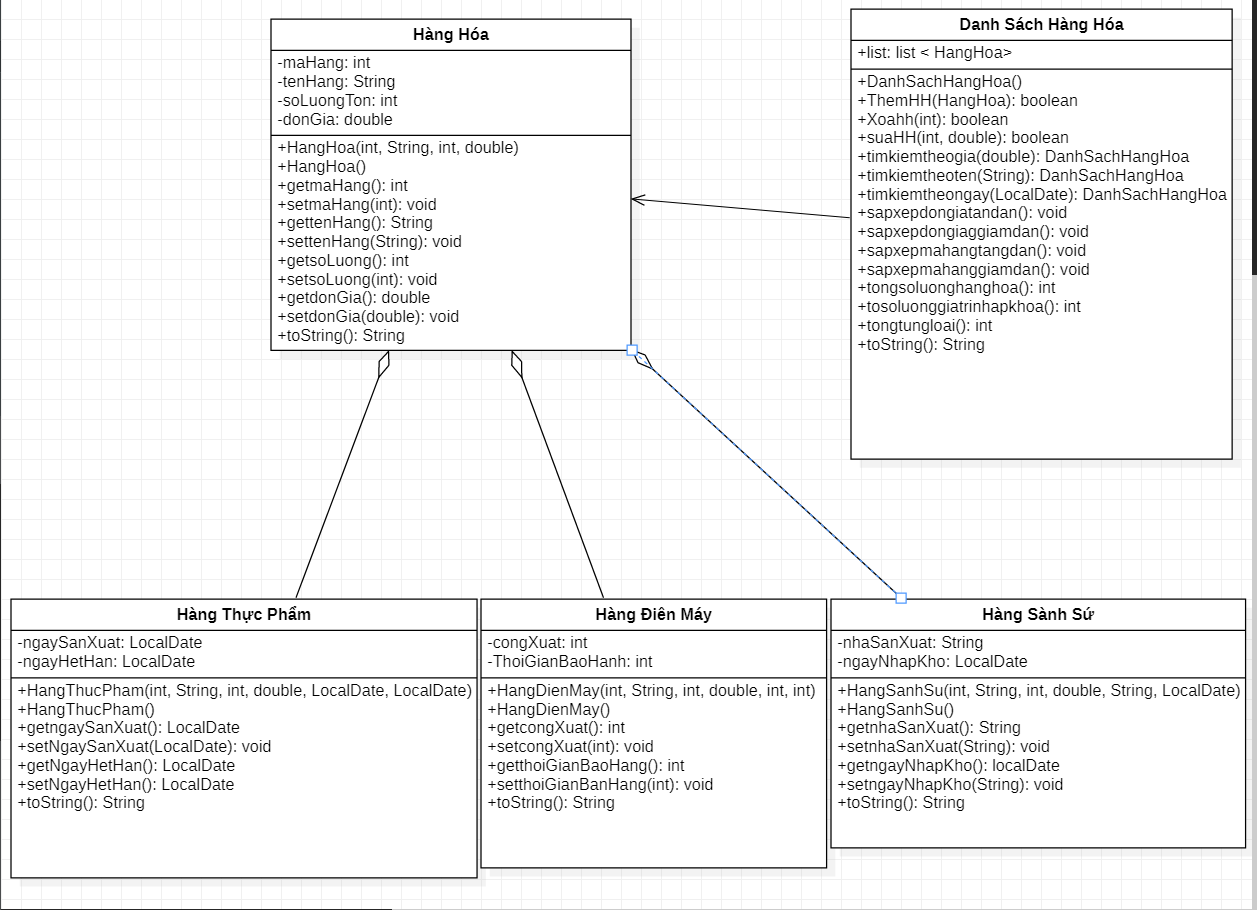 Hàng Hóa
-maHang: int
-tenHang: String
-soLuongTon: int
-donGia: double
+HangHoa(int, String, int, double)
+HangHoa()
+getmaHang(): int
+setmaHang(int): void
+gettenHang(): String
+settenHang(String): void
+getsoLuong(): int
+setsoLuong(int): void
+getdonGia(): double
+setdonGia(double): void
+toString(): String
Danh Sách Hàng Hóa
+list: list < HangHoa>
+DanhSachHangHoa()
+ThemHH(HangHoa): boolean
+Xoahh(int): boolean
+suaHH(int, double): boolean
+timkiemtheogia(double): DanhSachHangHoa
+timkiemtheoten(String): DanhSachHangHoa
+timkiemtheongay(LocalDate): DanhSachHangHoa
+sapxepdongiatandan(): void
+sapxepdongiaggiamdan(): void
+sapxepmahangtangdan(): void
+sapxepmahanggiamdan(): void
+tongsoluonghanghoa(): int
+tosoluonggiatrinhapkhoa(): int
+tongtungloai(): int
+toString(): String
Hàng Thực Phẩm
-ngaySanXuat: LocalDate
-ngayHetHan: LocalDate
+HangThucPham(int, String, int, double, LocalDate, LocalDate)
+HangThucPham()
+getngaySanXuat(): LocalDate
+setNgaySanXuat(LocalDate): void
+getNgayHetHan(): LocalDate
+setNgayHetHan(): LocalDate
+toString(): String
Hàng Điên Máy
-congXuat: int
-ThoiGianBaoHanh: int
+HangDienMay(int, String, int, double, int, int)
+HangDienMay()
+getcongXuat(): int
+setcongXuat(int): void
+getthoiGianBaoHang(): int
+setthoiGianBanHang(int): void
+toString(): String
Hàng Sành Sứ
-nhaSanXuat: String
-ngayNhapKho: LocalDate
+HangSanhSu(int, String, int, double, String, LocalDate)
+HangSanhSu()
+getnhaSanXuat(): String
+setnhaSanXuat(String): void
+getngayNhapKho(): localDate
+setngayNhapKho(String): void
+toString(): String